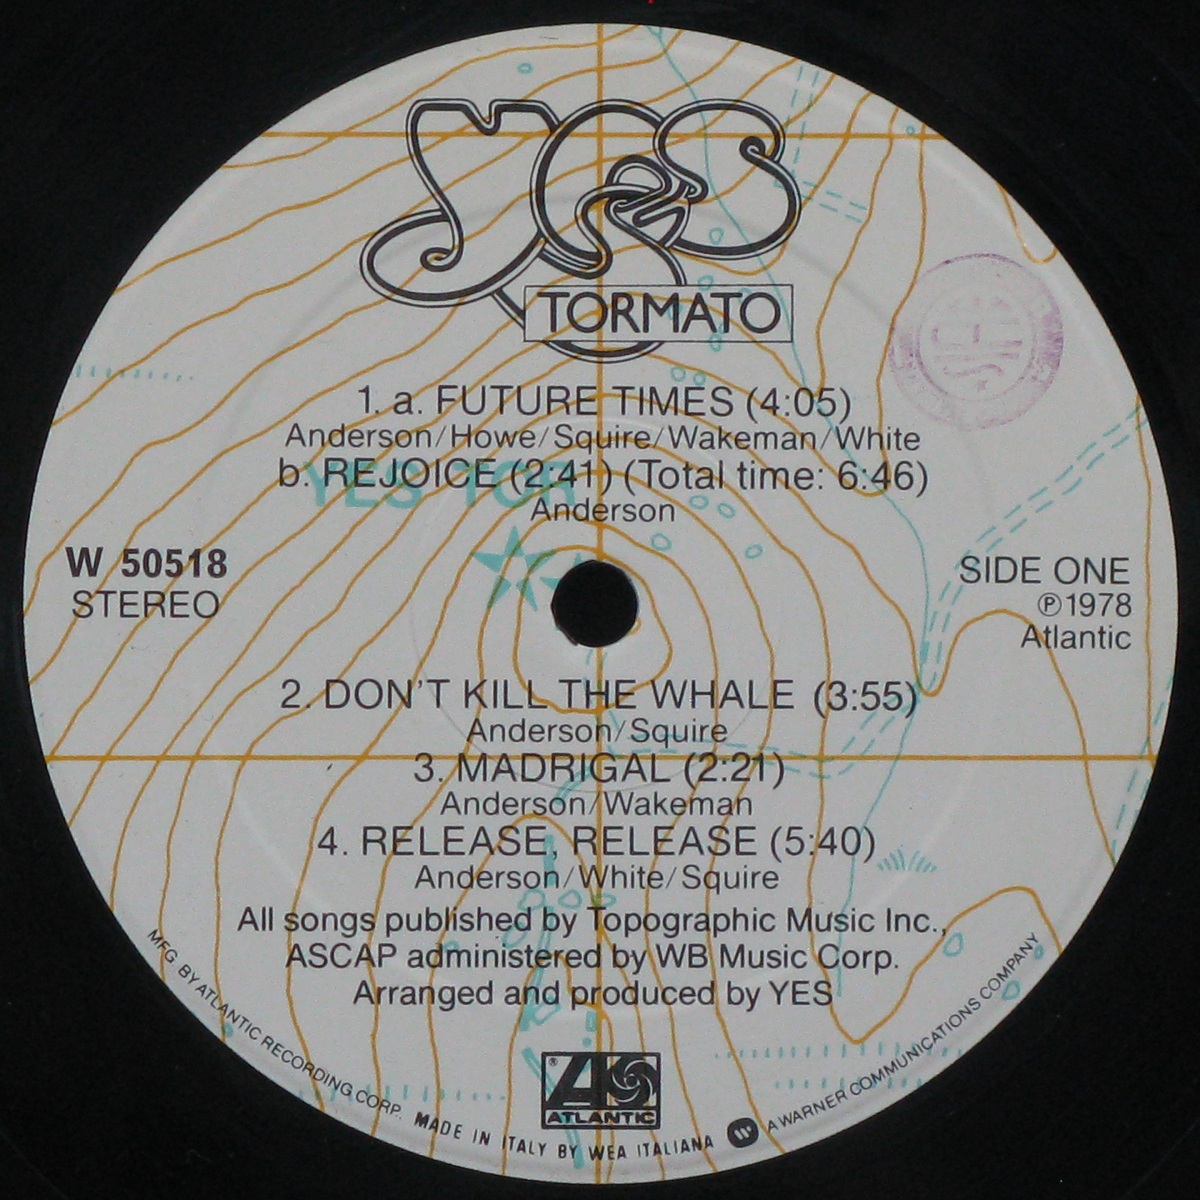 YES
TORMATO
1. a. FUTURE TIMES (4:05)
Anderson/Howe/Squire/Wakeman/White
b. REJOICE (2:41) (Total time: 6:46)
Anderson
YES TOR
W 50518
STEREO
SIDE ONE
℗1978
Atlantic
2. DON'T KILL THE WHALE (3:55)
Anderson/Squire
3. MADRIGAL (2:21)
Anderson/Wakeman
4. RELEASE, RELEASE (5:40)
Anderson/White/Squire
All songs published by Topographic Music Inc.,
ASCAP administered by WB Music Corp.
Arranged and produced by YES
® ATLANTIC
MFG. BY ATLANTIC RECORDING CORP. MADE IN ITALY BY WEA ITALIANA W A WARNER COMMUNICATIONS COMPANY